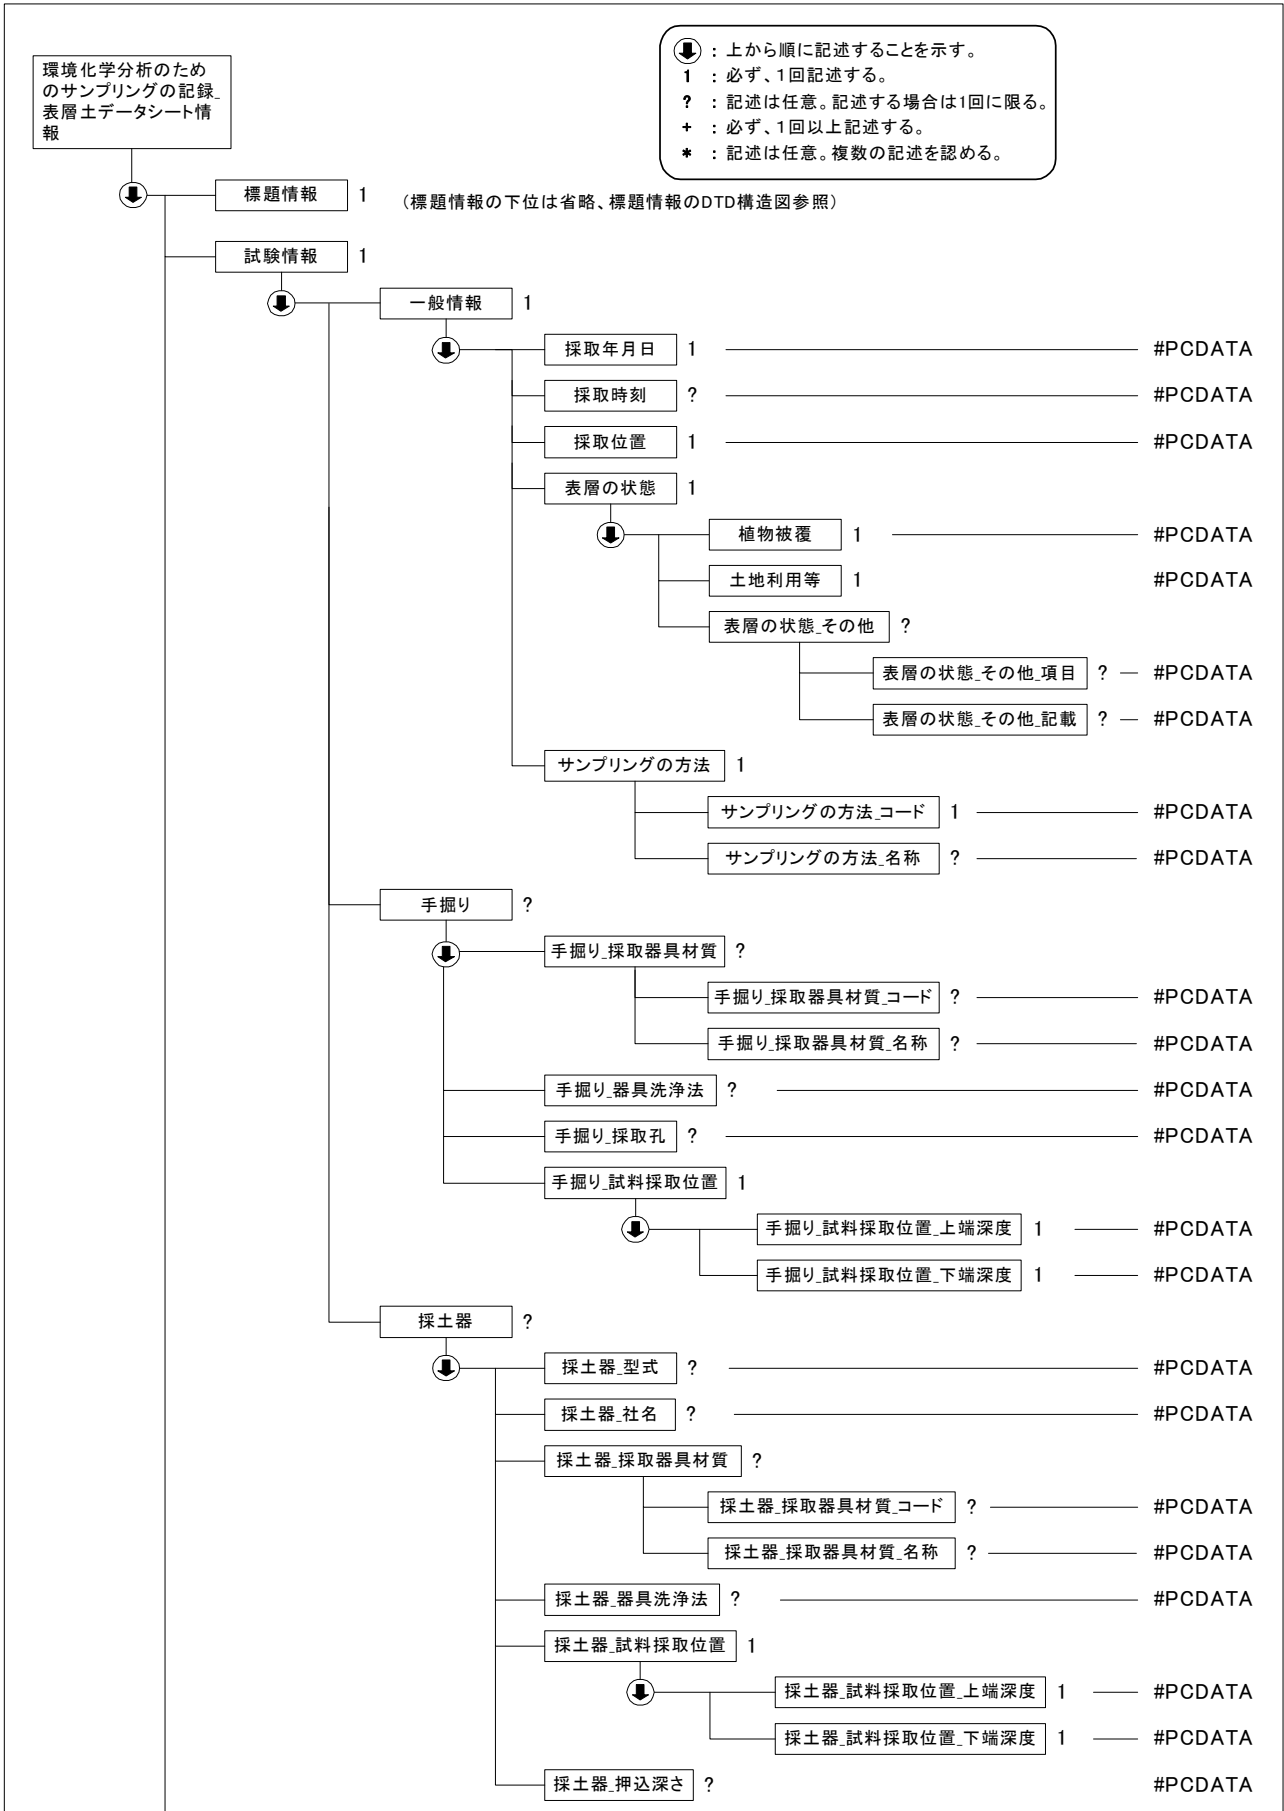 ：上から順に記述することを示す。
1 ：必ず、1回記述する。
? ：記述は任意。記述する場合は1回に限る。
+ ：必ず、1回以上記述する。
* ：記述は任意。複数の記述を認める。
環境化学分析のため
のサンプリングの記録_
表層土データシート情
報
標題情報 1 （標題情報の下位は省略、標題情報のDTD構造図参照）
試験情報 1
一般情報 1
採取年月日 1 #PCDATA
採取時刻 ? #PCDATA
採取位置 1 #PCDATA
表層の状態 1
植物被覆 1 #PCDATA
土地利用等 1 #PCDATA
表層の状態_その他 ?
表層の状態_その他_項目 ? #PCDATA
表層の状態_その他_記載 ? #PCDATA
サンプリングの方法 1
サンプリングの方法_コード 1 #PCDATA
サンプリングの方法_名称 ? #PCDATA
手掘り ?
手掘り_採取器具材質 ?
手掘り_採取器具材質_コード ? #PCDATA
手掘り_採取器具材質_名称 ? #PCDATA
手掘り_器具洗浄法 ? #PCDATA
手掘り_採取孔 ? #PCDATA
手掘り_試料採取位置 1
手掘り_試料採取位置_上端深度 1 #PCDATA
手掘り_試料採取位置_下端深度 1 #PCDATA
採土器 ?
採土器_型式 ? #PCDATA
採土器_社名 ? #PCDATA
採土器_採取器具材質 ?
採土器_採取器具材質_コード ? #PCDATA
採土器_採取器具材質_名称 ? #PCDATA
採土器_器具洗浄法 ? #PCDATA
採土器_試料採取位置 1
採土器_試料採取位置_上端深度 1 #PCDATA
採土器_試料採取位置_下端深度 1 #PCDATA
採土器_押込深さ ? #PCDATA